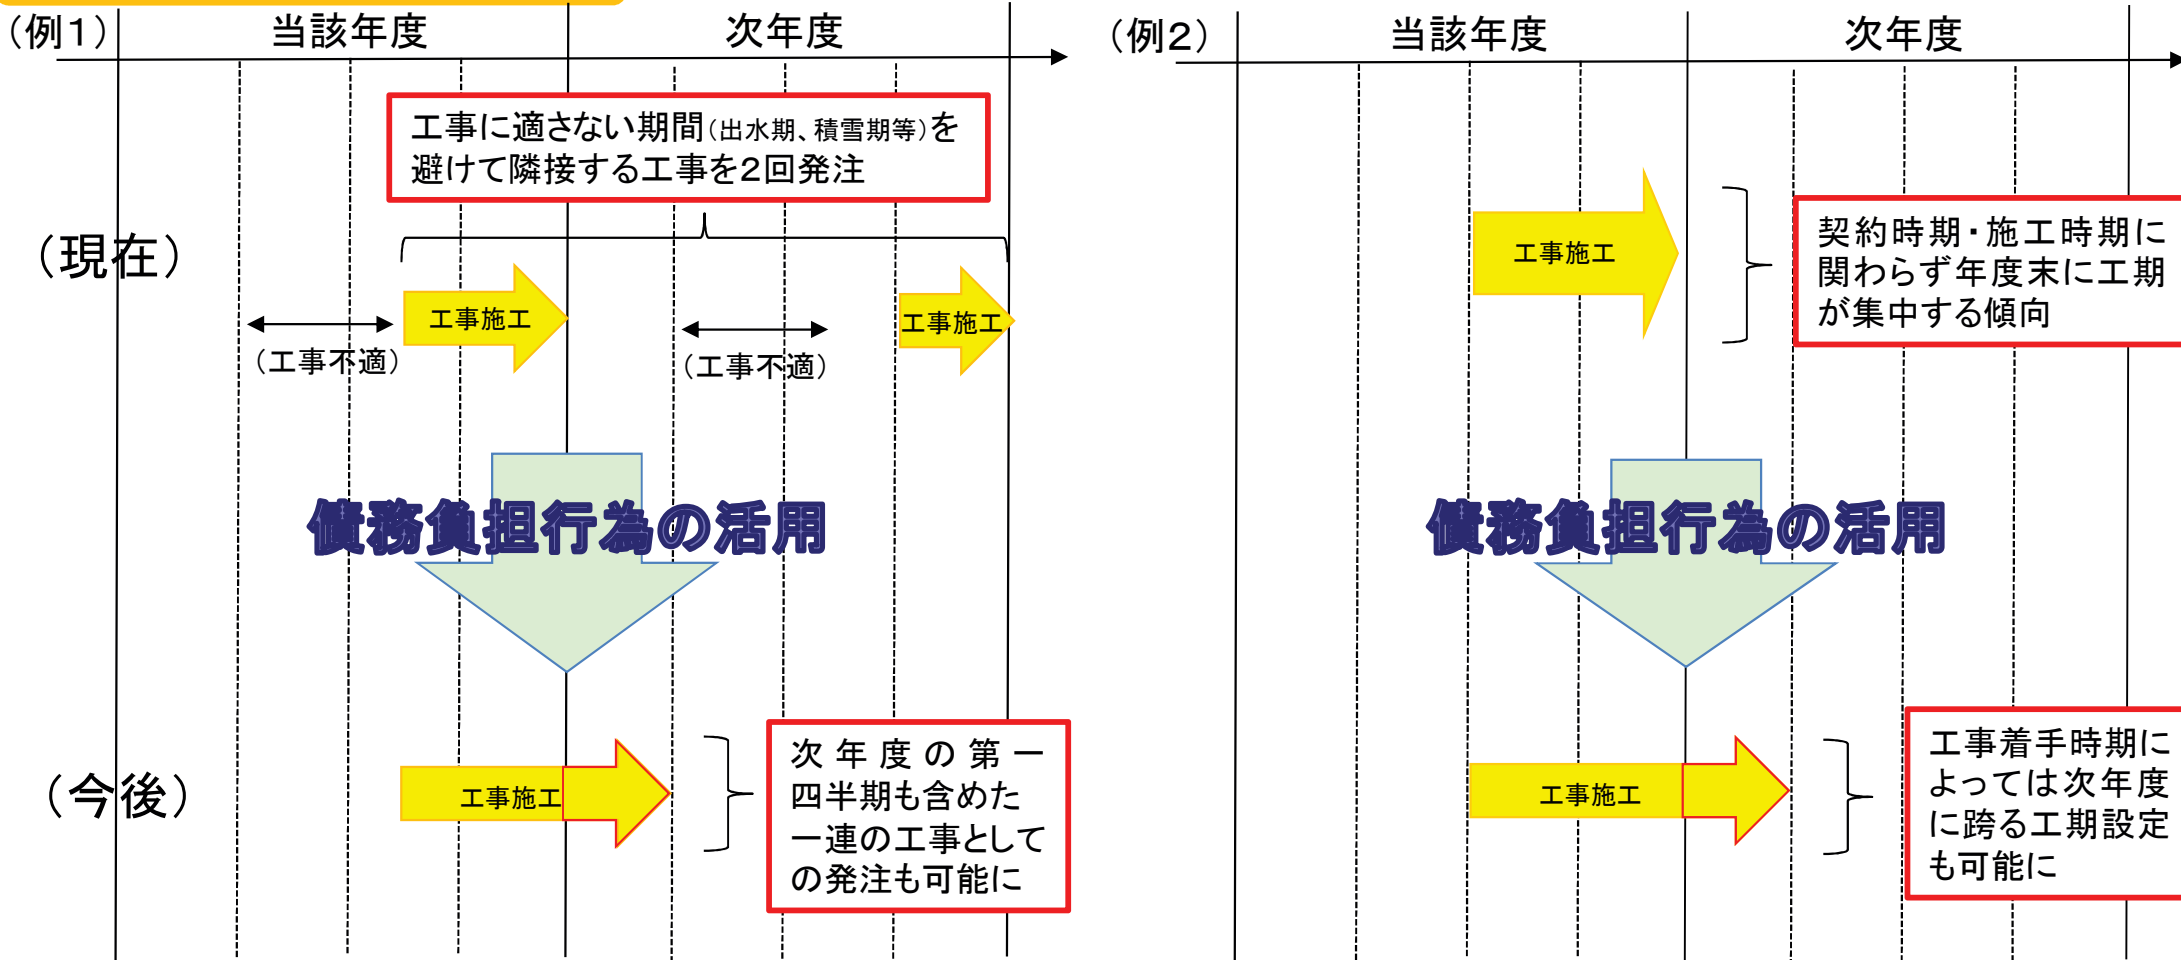 (例1)
当該年度
次年度
工事に適さない期間(出水期、積雪期等)を
避けて隣接する工事を2回発注
(現在)
工事施工
工事施工
(工事不適)
(工事不適)
債務負担行為の活用
(今後)
工事施工
次年度の第一
四半期も含めた
一連の工事として
の発注も可能に
(例2)
当該年度
次年度
工事施工
契約時期・施工時期に
関わらず年度末に工期
が集中する傾向
債務負担行為の活用
工事施工
工事着手時期に
よっては次年度
に跨る工期設定
も可能に